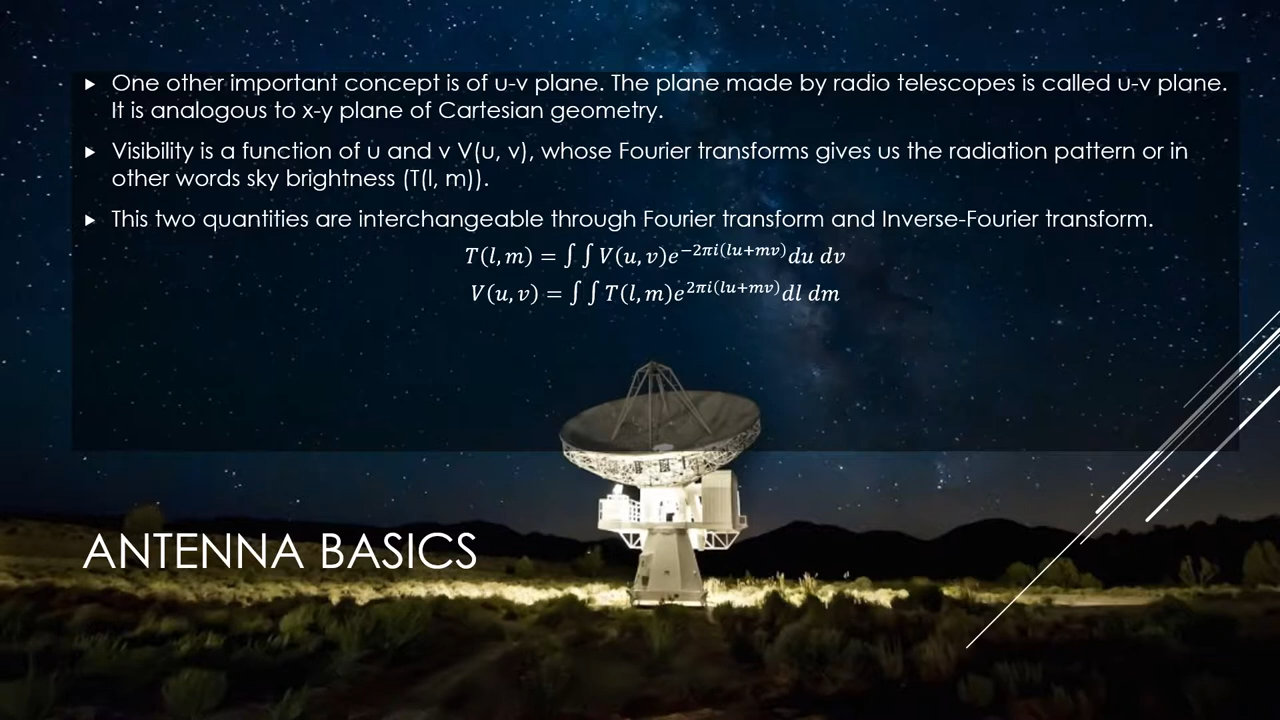 ▶ One other important concept is of u-v plane. The plane made by radio telescopes is called u-v plane.
It is analogous to x-y plane of Cartesian geometry.
▶ Visibility is a function of u and v V(u, v), whose Fourier transforms gives us the radiation pattern or in
other words sky brightness (T(l, m)).
▶ This two quantities are interchangeable through Fourier transform and Inverse-Fourier transform.
T(l, m) = ∫ ∫ V(u, v)e^{−2πi(lu+mv)}du dv
V(u, v) = ∫ ∫ T(l, m)e^{2πi(lu+mv)}dl dm
ANTENNA BASICS